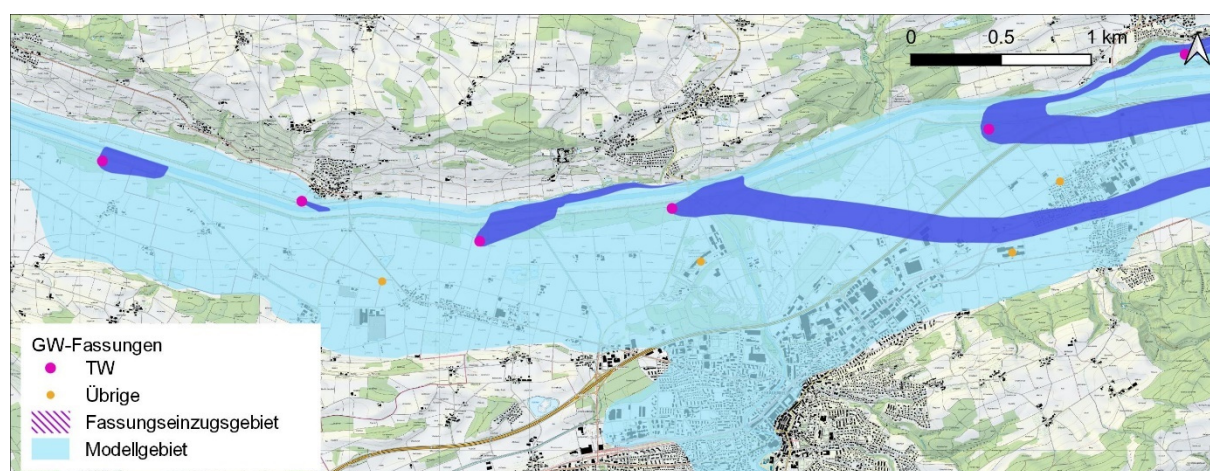 0 0.5 1 km
GW-Fassungen
TW
Übrige
Fassungseinzugsgebiet
Modellgebiet